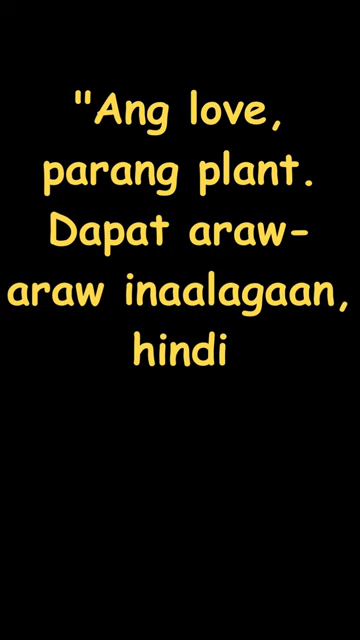 "Ang love,
parang plant.
Dapat araw-
araw inaalagaan,
hindi